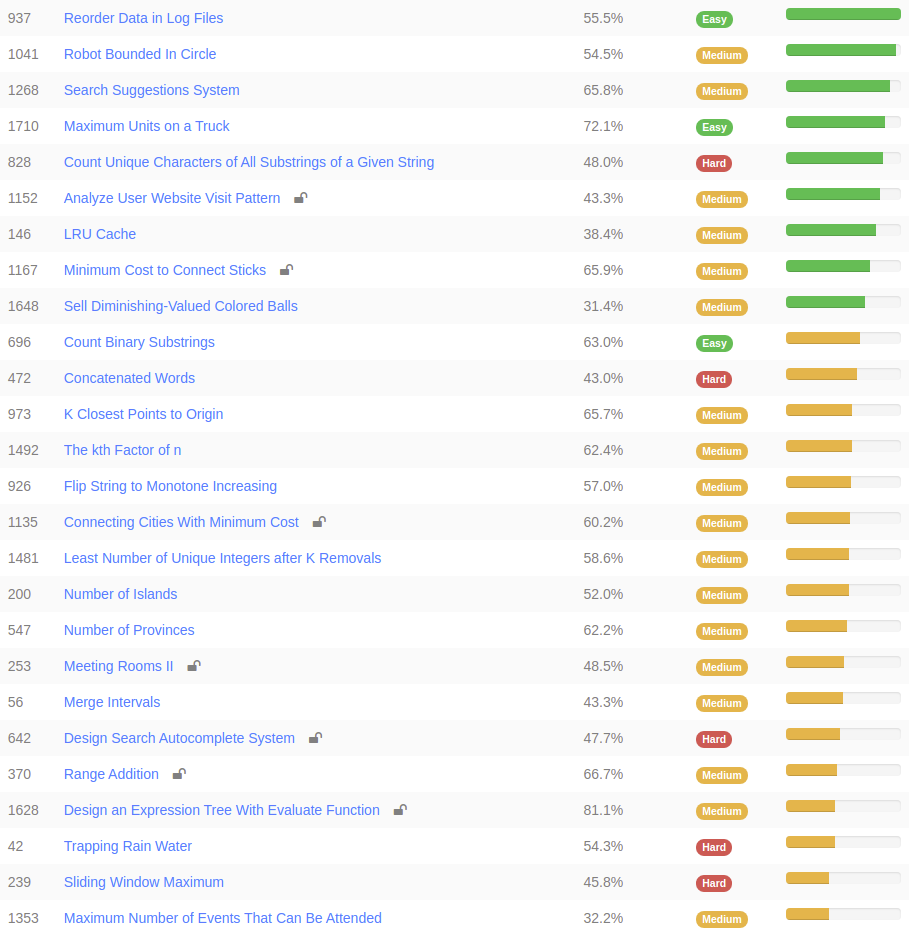 937 Reorder Data in Log Files 55.5% Easy
1041 Robot Bounded In Circle 54.5% Medium
1268 Search Suggestions System 65.8% Medium
1710 Maximum Units on a Truck 72.1% Easy
828 Count Unique Characters of All Substrings of a Given String 48.0% Hard
1152 Analyze User Website Visit Pattern 43.3% Medium
146 LRU Cache 38.4% Medium
1167 Minimum Cost to Connect Sticks 65.9% Medium
1648 Sell Diminishing-Valued Colored Balls 31.4% Medium
696 Count Binary Substrings 63.0% Easy
472 Concatenated Words 43.0% Hard
973 K Closest Points to Origin 65.7% Medium
1492 The kth Factor of n 62.4% Medium
926 Flip String to Monotone Increasing 57.0% Medium
1135 Connecting Cities With Minimum Cost 60.2% Medium
1481 Least Number of Unique Integers after K Removals 58.6% Medium
200 Number of Islands 52.0% Medium
547 Number of Provinces 62.2% Medium
253 Meeting Rooms II 48.5% Medium
56 Merge Intervals 43.3% Medium
642 Design Search Autocomplete System 47.7% Hard
370 Range Addition 66.7% Medium
1628 Design an Expression Tree With Evaluate Function 81.1% Medium
42 Trapping Rain Water 54.3% Hard
239 Sliding Window Maximum 45.8% Hard
1353 Maximum Number of Events That Can Be Attended 32.2% Medium